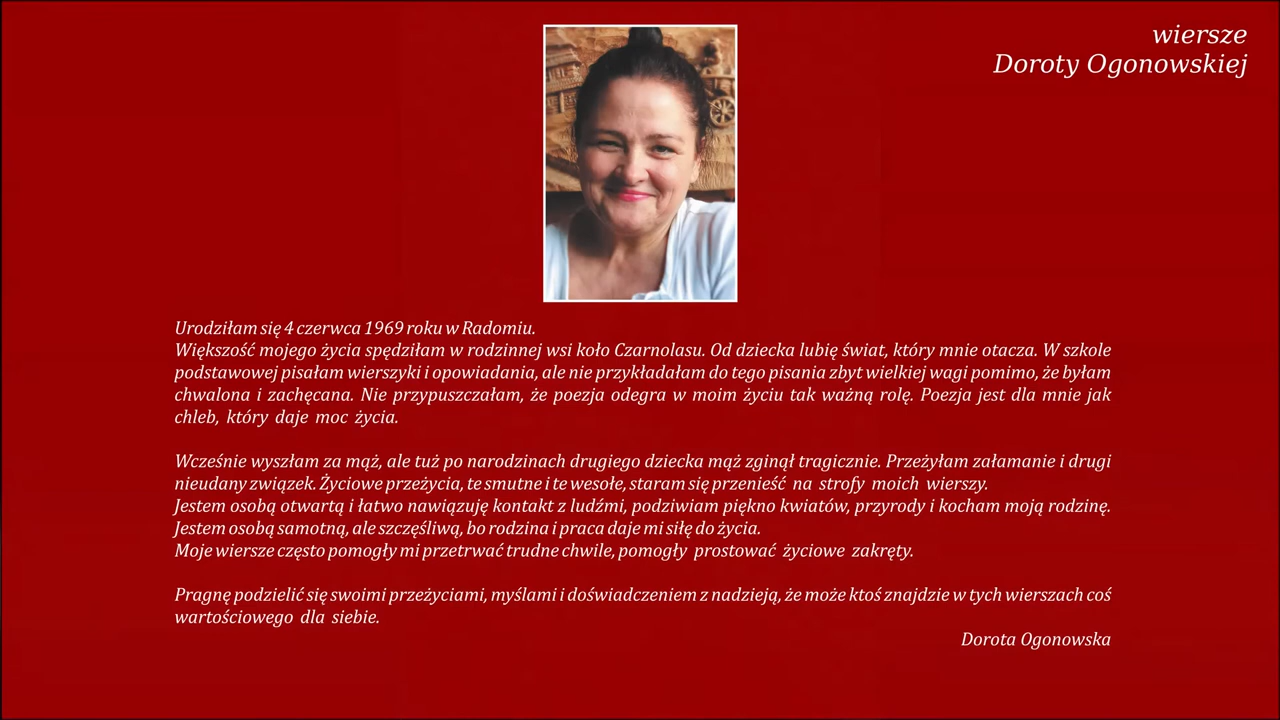 wiersze
Doroty Ogonowskiej
Urodziłam się 4 czerwca 1969 roku w Radomiu.
Większość mojego życia spędziłam w rodzinnej wsi koło Czarnolasu. Od dziecka lubię świat, który mnie otacza. W szkole
podstawowej pisałam wierszyki i opowiadania, ale nie przykładałam do tego pisania zbyt wielkiej wagi pomimo, że byłam
chwalona i zachęcana. Nie przypuszczałam, że poezja odegra w moim życiu tak ważną rolę. Poezja jest dla mnie jak
chleb, który daje moc życia.
Wcześnie wyszłam za mąż, ale tuż po narodzinach drugiego dziecka mąż zginął tragicznie. Przeżyłam załamanie i drugi
nieudany związek. Życiowe przeżycia, te smutne i te wesołe, staram się przenieść na strofy moich wierszy.
Jestem osobą otwartą i łatwo nawiązuję kontakt z ludźmi, podziwiam piękno kwiatów, przyrody i kocham moją rodzinę.
Jestem osobą samotną, ale szczęśliwą, bo rodzina i praca daje mi siłę do życia.
Moje wiersze często pomogły mi przetrwać trudne chwile, pomogły prostować życiowe zakręty.
Pragnę podzielić się swoimi przeżyciami, myślami i doświadczeniem z nadzieją, że może ktoś znajdzie w tych wierszach coś
wartościowego dla siebie.
Dorota Ogonowska